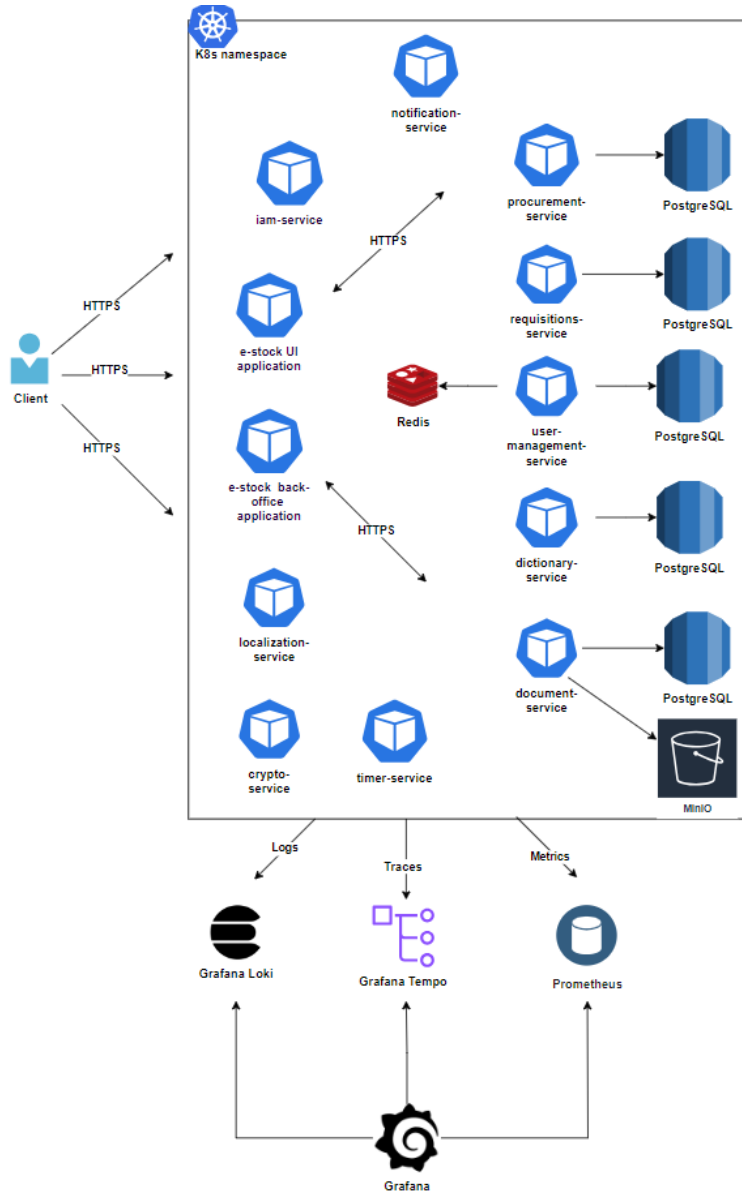 K8s namespace
notification-
service
iam-service
procurement-
service
PostgreSQL
HTTPS
HTTPS
requisitions-
service
PostgreSQL
e-stock UI
application
HTTPS
Client
Redis
user-
management-
service
PostgreSQL
HTTPS
e-stock back-
office
application
HTTPS
dictionary-
service
PostgreSQL
localization-
service
document-
service
PostgreSQL
crypto-
service
timer-service
MinIO
Logs
Traces
Metrics
Grafana Loki
Grafana Tempo
Prometheus
Grafana